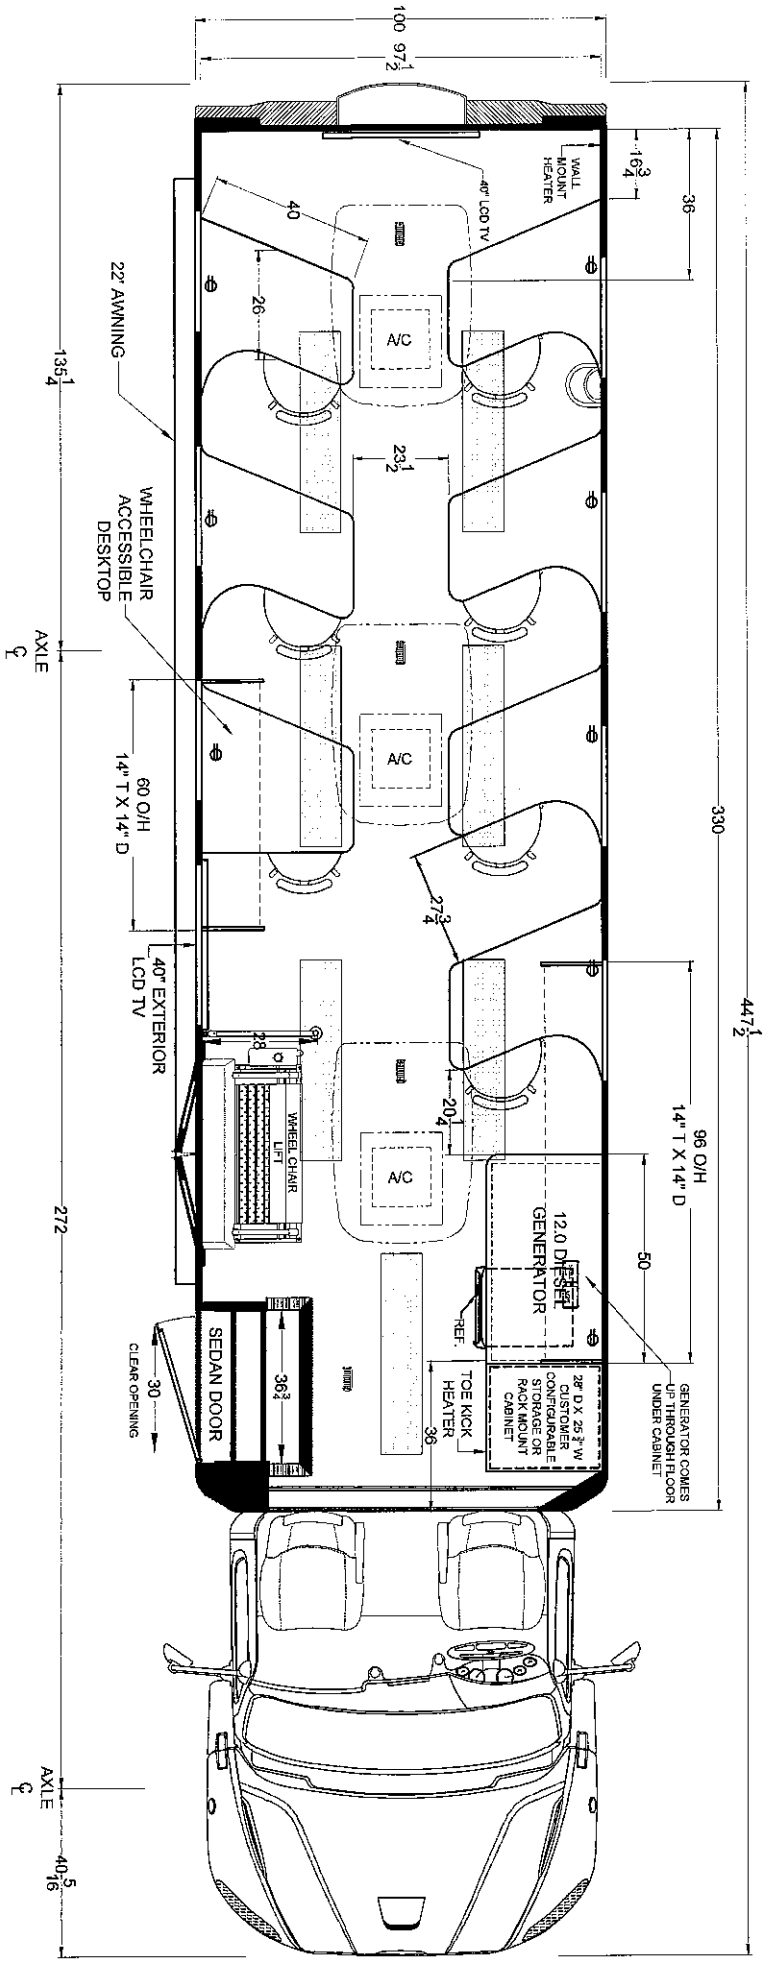 100
97 1/2
WALL
MOUNT
HEATER
16 3/4
36
40" LCD TV
40
26
A/C
22' AWNING
135 1/4
23 1/2
WHEELCHAIR
ACCESSIBLE
DESKTOP
AXLE
℄
A/C
60 O/H
14" T X 14" D
330
447 1/2
27 3/4
40" EXTERIOR
LCD TV
28
WHEEL CHAIR
LIFT
20 1/4
96 O/H
14" T X 14" D
A/C
272
50
12.0 DIESEL
GENERATOR
REF.
GENERATOR COMES
UP THROUGH FLOOR
UNDER CABINET
SEDAN DOOR
36 3/4
30
CLEAR OPENING
36
TOE KICK
HEATER
28" D X 25 3/4" W
CUSTOMER
CONFIGURABLE
STORAGE OR
RACK MOUNT
CABINET
AXLE
℄
40 5/16